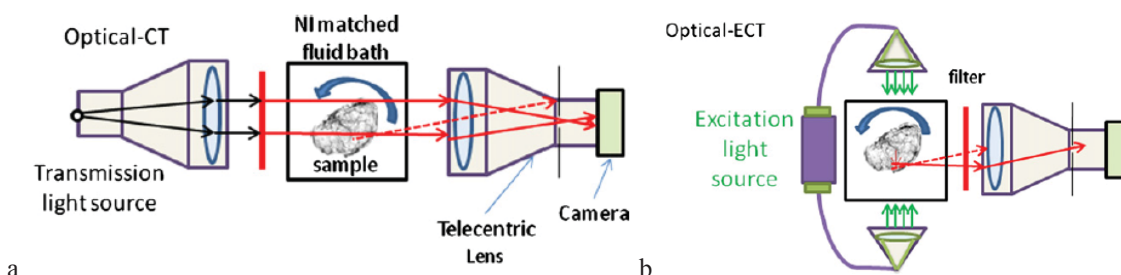 Optical-CT
NI matched
fluid bath
sample
Transmission
light source
Telecentric
Lens
Camera
a
Optical-ECT
filter
Excitation
light
source
b